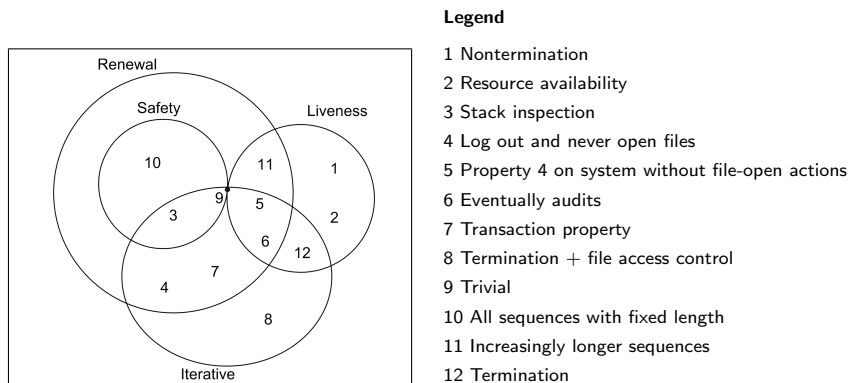 Legend
Renewal
Safety
Liveness
10
11
1
9
5
3
2
6
12
7
4
8
Iterative
1 Nontermination
2 Resource availability
3 Stack inspection
4 Log out and never open files
5 Property 4 on system without file-open actions
6 Eventually audits
7 Transaction property
8 Termination + file access control
9 Trivial
10 All sequences with fixed length
11 Increasingly longer sequences
12 Termination